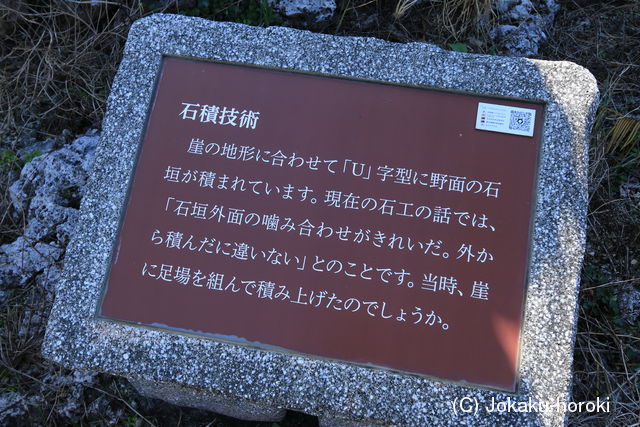 石積技術
崖の地形に合わせて「U」字型に野面の石
垣が積まれています。現在の石工の話では、
「石垣外面の噛み合わせがきれいだ。外か
ら積んだに違いない」とのことです。当時、崖
に足場を組んで積み上げたのでしょうか。
(C)Jokaku-horoki